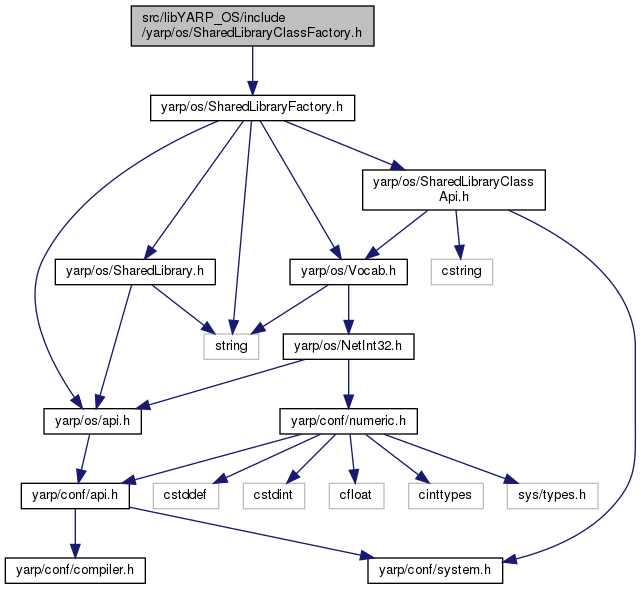 src/libYARP_OS/include
/yarp/os/SharedLibraryClassFactory.h
yarp/os/SharedLibraryFactory.h
yarp/os/SharedLibraryClass
Api.h
yarp/os/SharedLibrary.h
yarp/os/Vocab.h
cstring
string
yarp/os/NetInt32.h
yarp/os/api.h
yarp/conf/numeric.h
yarp/conf/api.h
cstddef
cstdint
cfloat
cinttypes
sys/types.h
yarp/conf/compiler.h
yarp/conf/system.h